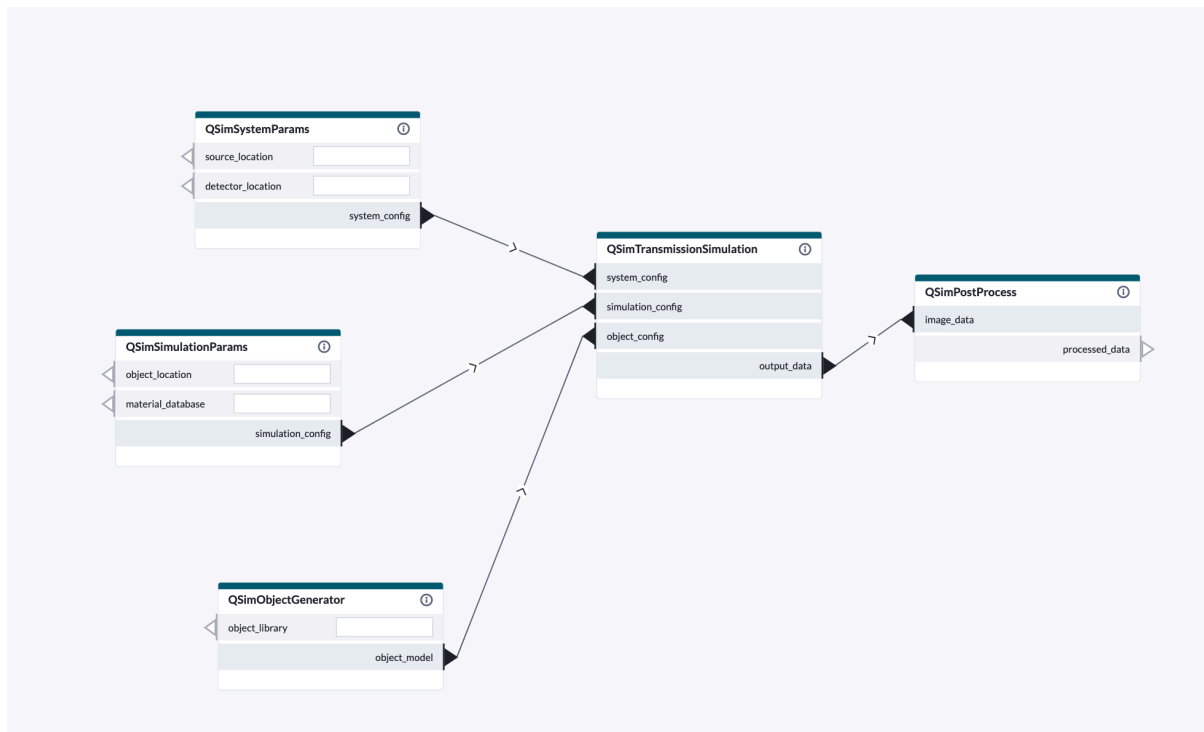 QSimSystemParams
source_location
detector_location
system_config
QSimTransmissionSimulation
system_config
simulation_config
object_config
output_data
QSimPostProcess
image_data
processed_data
QSimSimulationParams
object_location
material_database
simulation_config
QSimObjectGenerator
object_library
object_model